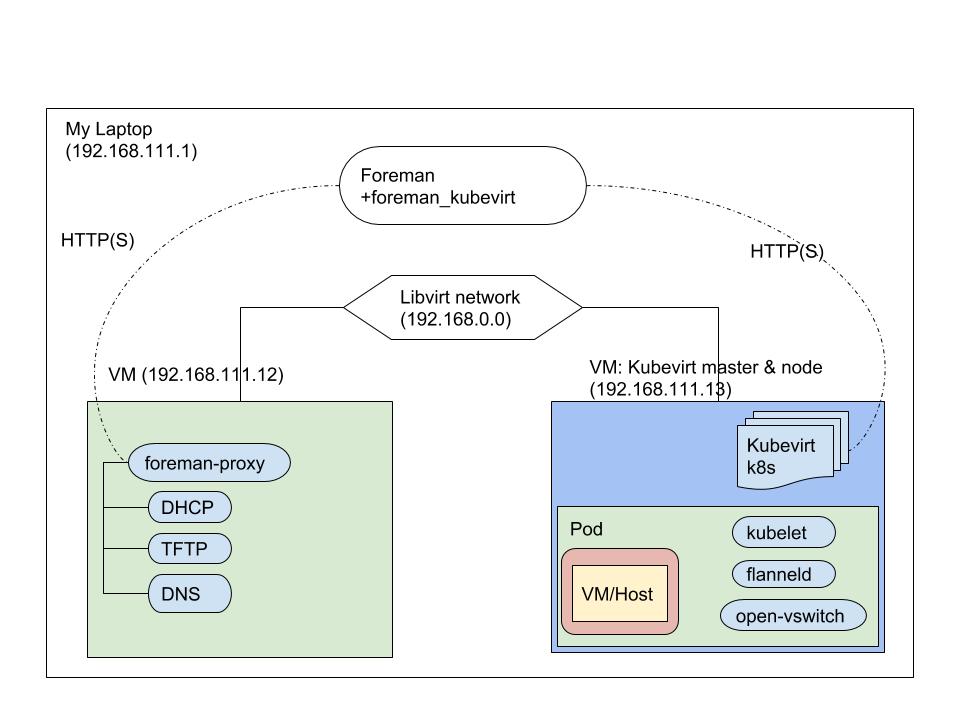 My Laptop
(192.168.111.1)
Foreman
+foreman_kubevirt
HTTP(S)
HTTP(S)
Libvirt network
(192.168.0.0)
VM (192.168.111.12)
VM: Kubevirt master & node
(192.168.111.13)
foreman-proxy
DHCP
TFTP
DNS
Kubevirt
k8s
Pod
VM/Host
kubelet
flanneld
open-vswitch